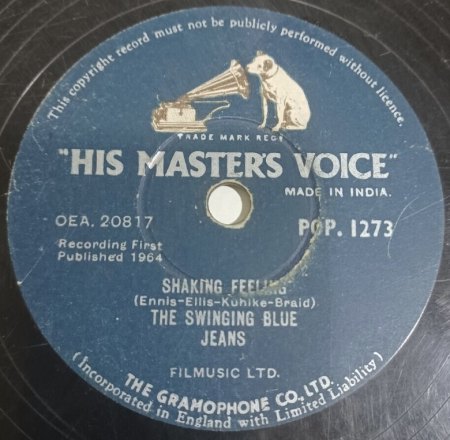 This copyright record must not be publicly performed without licence.
TRADE MARK REGD
"HIS MASTER'S VOICE"
MADE IN INDIA.
OEA. 20817
POP. 1273
Recording First
Published 1964
SHAKING FEELING
(Ennis-Ellis-Kuhlke-Braid)
THE SWINGING BLUE
JEANS
FILMUSIC LTD.
THE GRAMOPHONE CO., LTD.
(Incorporated in England with Limited Liability)